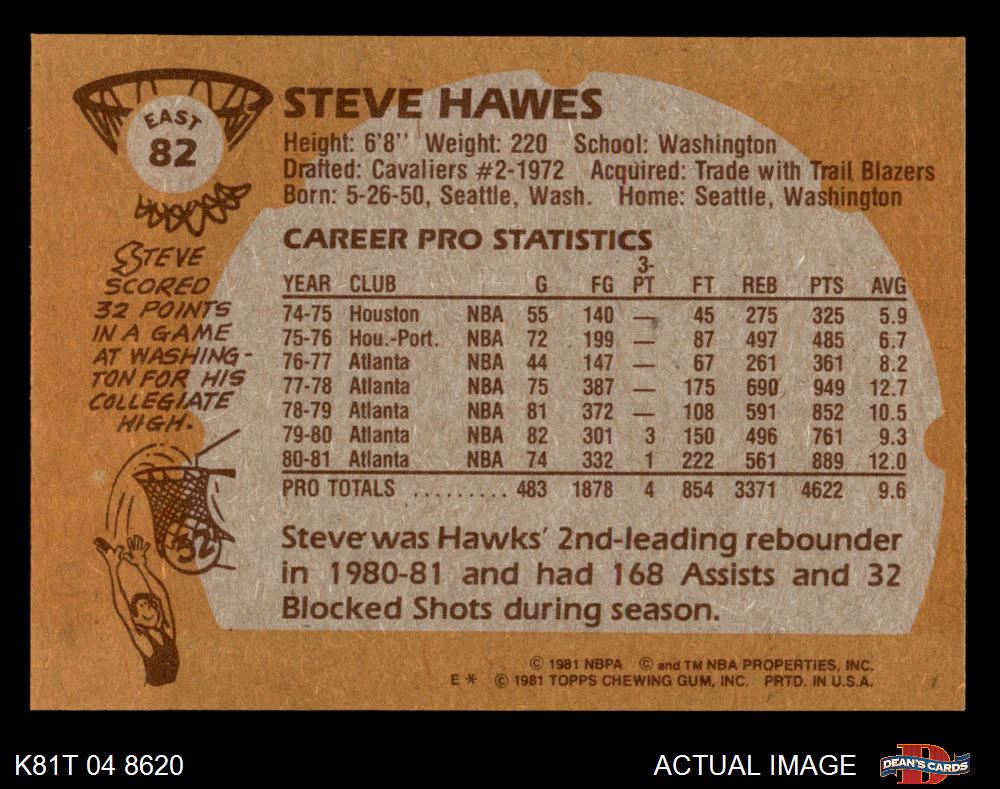 EAST
82
STEVE HAWES
Height: 6'8'' Weight: 220 School: Washington
Drafted: Cavaliers #2-1972 Acquired: Trade with Trail Blazers
Born: 5-26-50, Seattle, Wash. Home: Seattle, Washington
STEVE
SCORED
32 POINTS
IN A GAME
AT WASHING-
TON FOR HIS
COLLEGIATE
HIGH.
32
CAREER PRO STATISTICS
YEAR CLUB G FG 3-PT FT REB PTS AVG
74-75 Houston NBA 55 140 — 45 275 325 5.9
75-76 Hou.-Port. NBA 72 199 — 87 497 485 6.7
76-77 Atlanta NBA 44 147 — 67 261 361 8.2
77-78 Atlanta NBA 75 387 — 175 690 949 12.7
78-79 Atlanta NBA 81 372 — 108 591 852 10.5
79-80 Atlanta NBA 82 301 3 150 496 761 9.3
80-81 Atlanta NBA 74 332 1 222 561 889 12.0
PRO TOTALS ......... 483 1878 4 854 3371 4622 9.6
Steve was Hawks' 2nd-leading rebounder
in 1980-81 and had 168 Assists and 32
Blocked Shots during season.
© 1981 NBPA © and TM NBA PROPERTIES, INC.
E * © 1981 TOPPS CHEWING GUM, INC. PRTD. IN U.S.A.
K81T 04 8620
ACTUAL IMAGE
D
DEAN'S CARDS